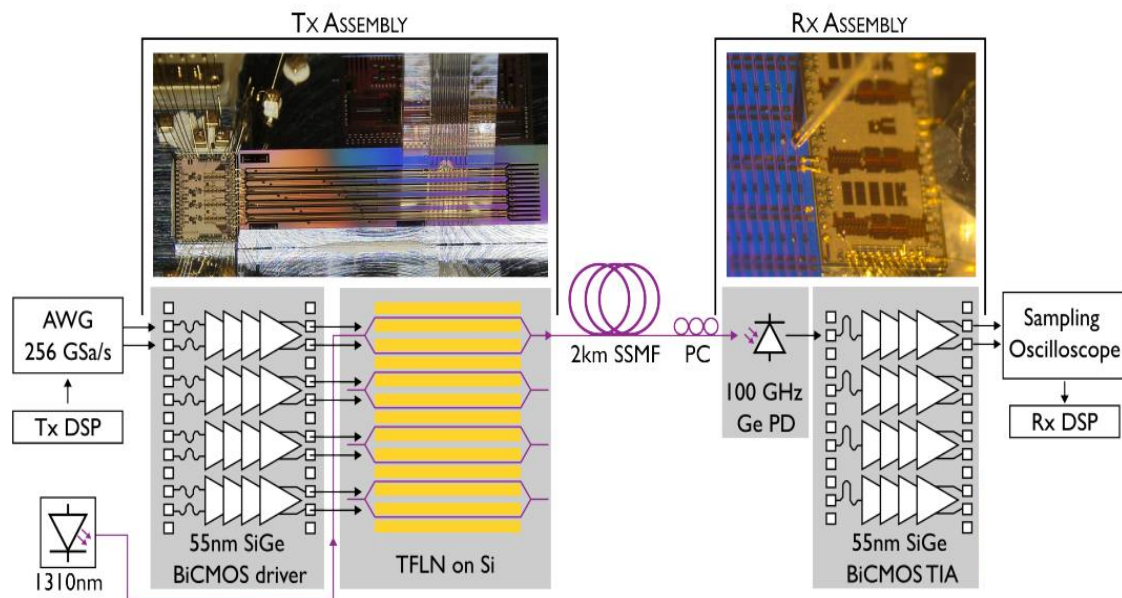 TX ASSEMBLY
RX ASSEMBLY
AWG
256 GSa/s
Tx DSP
1310nm
55nm SiGe
BiCMOS driver
TFLN on Si
2km SSMF
PC
100 GHz
Ge PD
55nm SiGe
BiCMOS TIA
Sampling
Oscilloscope
Rx DSP